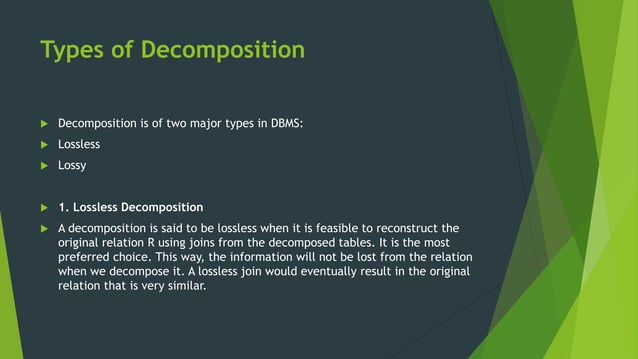 Types of Decomposition
Decomposition is of two major types in DBMS:
Lossless
Lossy
1. Lossless Decomposition
A decomposition is said to be lossless when it is feasible to reconstruct the
original relation R using joins from the decomposed tables. It is the most
preferred choice. This way, the information will not be lost from the relation
when we decompose it. A lossless join would eventually result in the original
relation that is very similar.